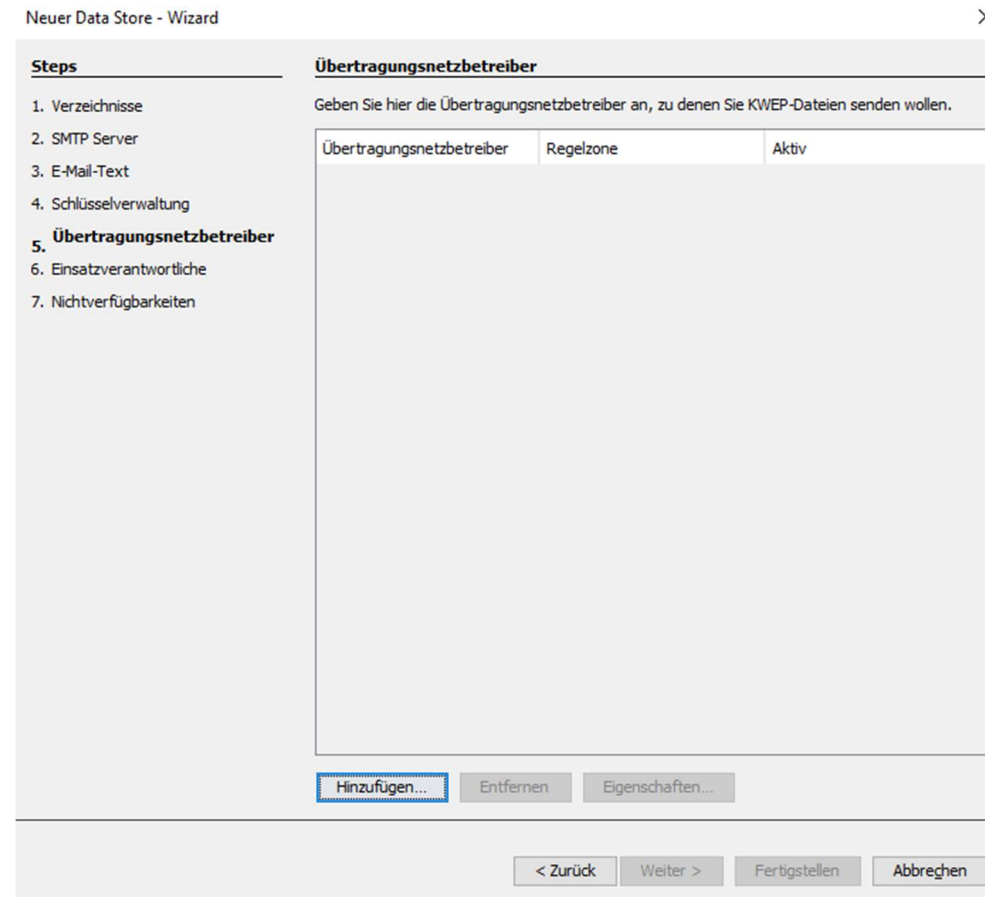 Neuer Data Store - Wizard
Steps
1. Verzeichnisse
2. SMTP Server
3. E-Mail-Text
4. Schlüsselverwaltung
5. Übertragungsnetzbetreiber
6. Einsatzverantwortliche
7. Nichtverfügbarkeiten
Übertragungsnetzbetreiber
Geben Sie hier die Übertragungsnetzbetreiber an, zu denen Sie KWEP-Dateien senden wollen.
Übertragungsnetzbetreiber Regelzone Aktiv
Hinzufügen... Entfernen Eigenschaften...
< Zurück Weiter > Fertigstellen Abbrechen